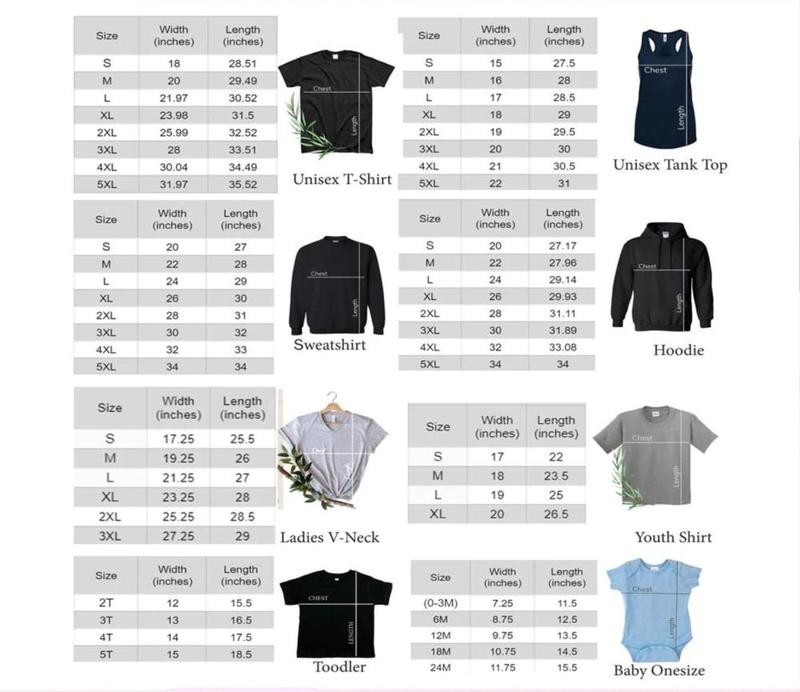 Size Width (inches) Length (inches)
S 18 28.51
M 20 29.49
L 21.97 30.52
XL 23.98 31.5
2XL 25.99 32.52
3XL 28 33.51
4XL 30.04 34.49
5XL 31.97 35.52
Chest
Length
Unisex T-Shirt
Size Width (inches) Length (inches)
S 15 27.5
M 16 28
L 17 28.5
XL 18 29
2XL 19 29.5
3XL 20 30
4XL 21 30.5
5XL 22 31
Chest
Length
Unisex Tank Top
Size Width (inches) Length (inches)
S 20 27
M 22 28
L 24 29
XL 26 30
2XL 28 31
3XL 30 32
4XL 32 33
5XL 34 34
Chest
Length
Sweatshirt
Size Width (inches) Length (inches)
S 20 27.17
M 22 27.96
L 24 29.14
XL 26 29.93
2XL 28 31.11
3XL 30 31.89
4XL 32 33.08
5XL 34 34
Chest
Length
Hoodie
Size Width (inches) Length (inches)
S 17.25 25.5
M 19.25 26
L 21.25 27
XL 23.25 28
2XL 25.25 28.5
3XL 27.25 29
Chest
Ladies V-Neck
Size Width (inches) Length (inches)
S 17 22
M 18 23.5
L 19 25
XL 20 26.5
Chest
Length
Youth Shirt
Size Width (inches) Length (inches)
2T 12 15.5
3T 13 16.5
4T 14 17.5
5T 15 18.5
CHEST
LENGTH
Toodler
Size Width (inches) Length (inches)
(0-3M) 7.25 11.5
6M 8.75 12.5
12M 9.75 13.5
18M 10.75 14.5
24M 11.75 15.5
Chest
Length
Baby Onesize